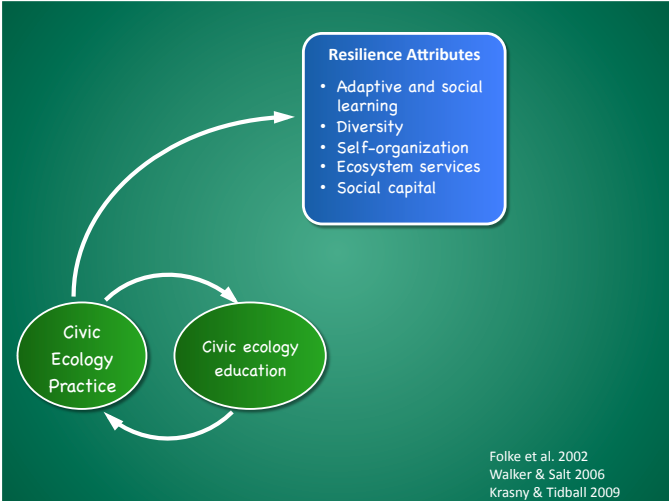 Resilience Attributes
• Adaptive and social
learning
• Diversity
• Self-organization
• Ecosystem services
• Social capital
Civic
Ecology
Practice
Civic ecology
education
Folke et al. 2002
Walker & Salt 2006
Krasny & Tidball 2009